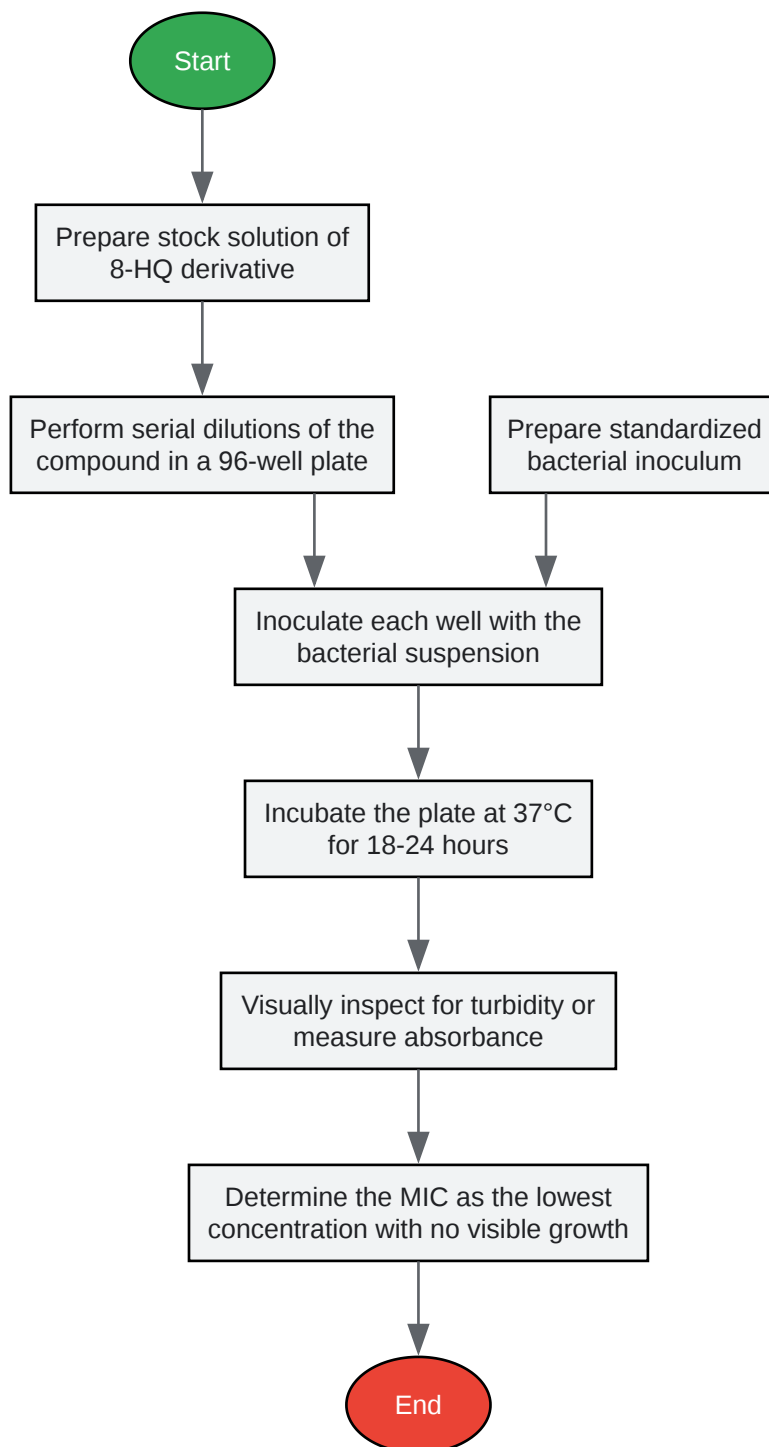 Start
Prepare stock solution of
8-HQ derivative
Perform serial dilutions of the
compound in a 96-well plate
Prepare standardized
bacterial inoculum
Inoculate each well with the
bacterial suspension
Incubate the plate at 37°C
for 18-24 hours
Visually inspect for turbidity or
measure absorbance
Determine the MIC as the lowest
concentration with no visible growth
End